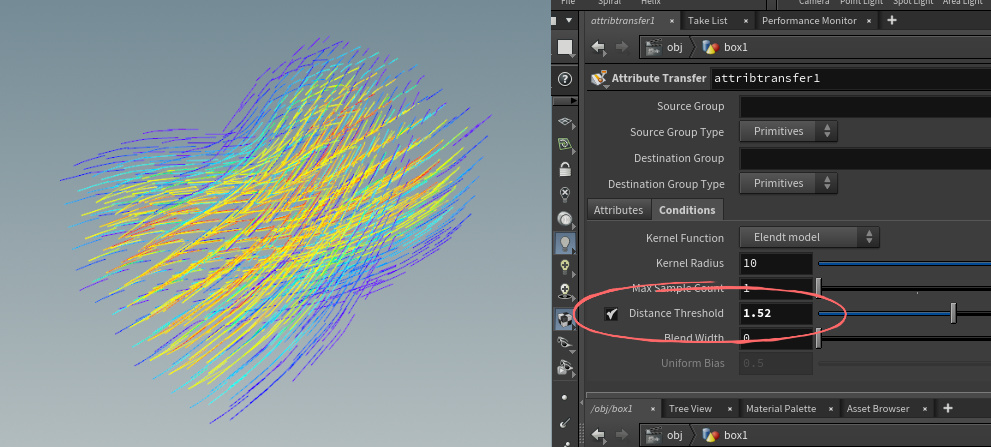 File Spiral Helix Camera Point Light Spot Light Area Light
attribtransfer1 × Take List × Performance Monitor × +
obj box1
Attribute Transfer attribtransfer1
Source Group
Source Group Type Primitives
Destination Group
Destination Group Type Primitives
Attributes Conditions
Kernel Function Elendt model
Kernel Radius 10
Max Sample Count 1
Distance Threshold 1.52
Blend Width 0
Uniform Bias 0.5
/obj/box1 × Tree View × Material Palette × Asset Browser × +
obj box1